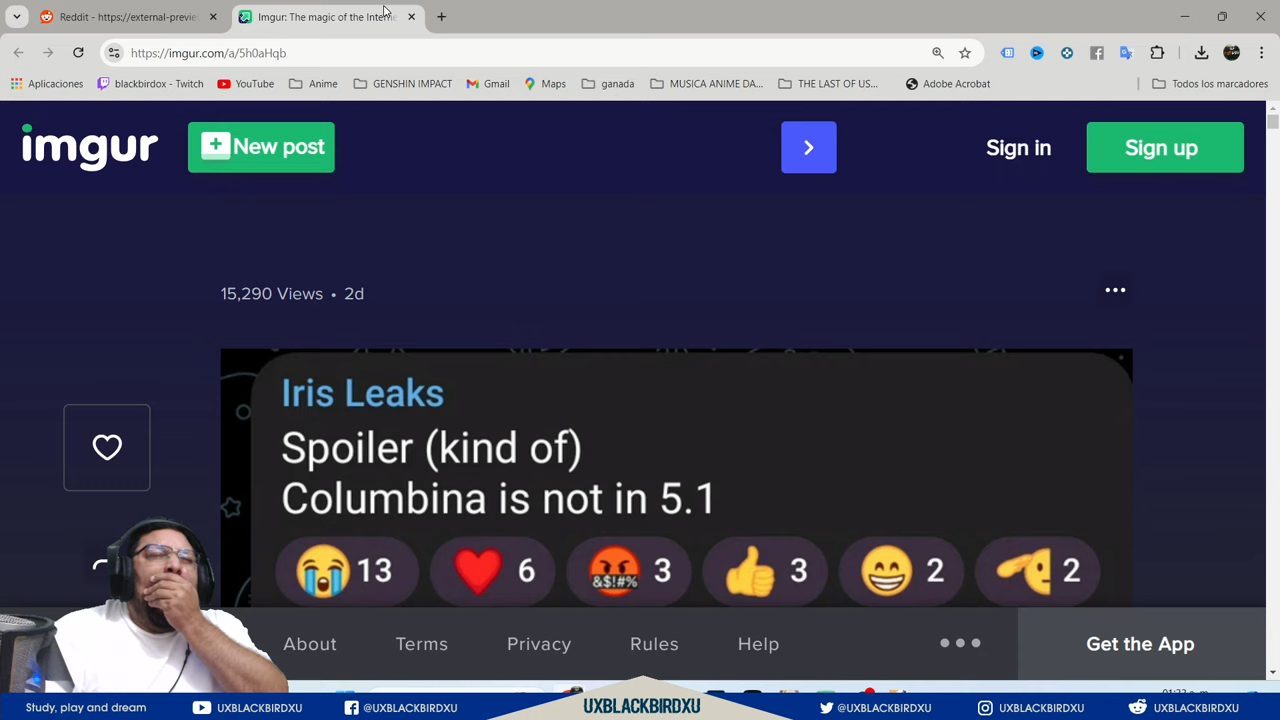 Reddit - https://external-previe
Imgur: The magic of the Interne
https://imgur.com/a/5h0aHqb
Aplicaciones
blackbirdox - Twitch
YouTube
Anime
GENSHIN IMPACT
Gmail
Maps
ganada
MUSICA ANIME DA...
THE LAST OF US...
Adobe Acrobat
Todos los marcadores
imgur
New post
Sign in
Sign up
15,290 Views • 2d
Iris Leaks
Spoiler (kind of)
Columbina is not in 5.1
13
6
&$!#%
3
3
2
2
About
Terms
Privacy
Rules
Help
Get the App
Study, play and dream
UXBLACKBIRDXU
@UXBLACKBIRDXU
UXBLACKBIRDXU
@UXBLACKBIRDXU
UXBLACKBIRDXU
UXBLACKBIRDXU